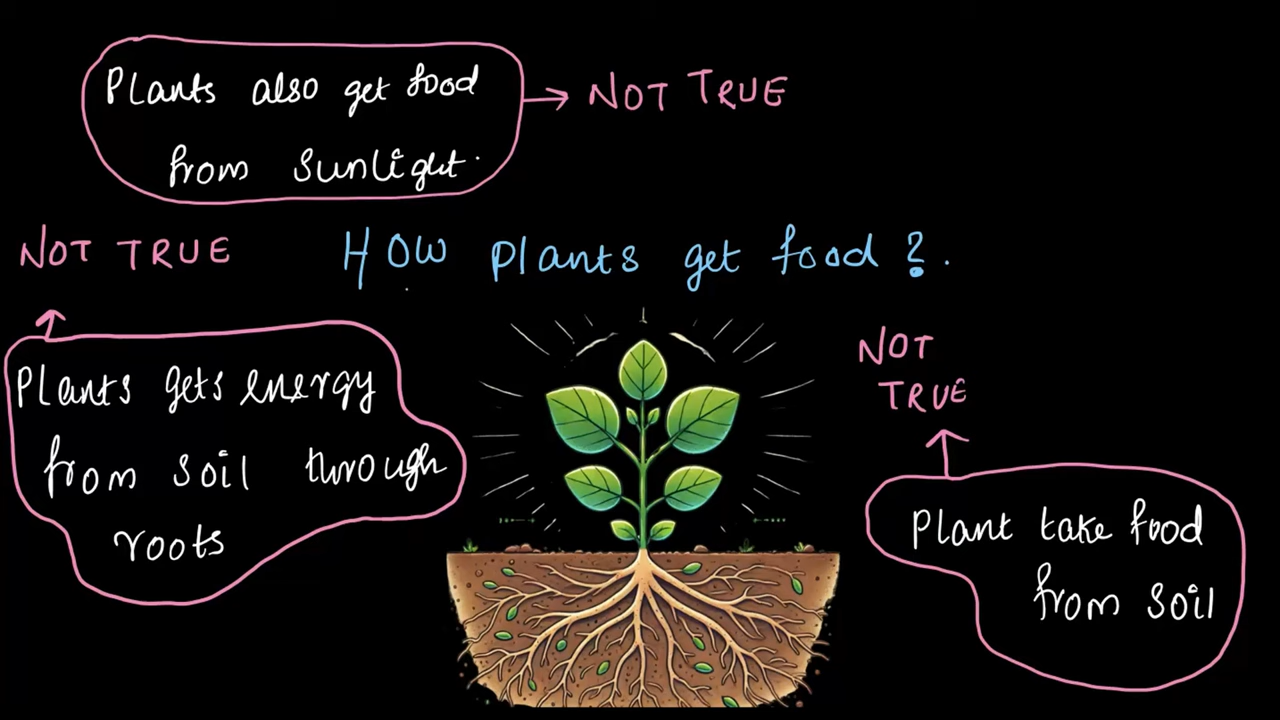 Plants also get food
from sunlight.
NOT TRUE
How plants get food?.
NOT TRUE
Plants gets energy
from soil through
roots
NOT
TRUE
Plant take food
from soil